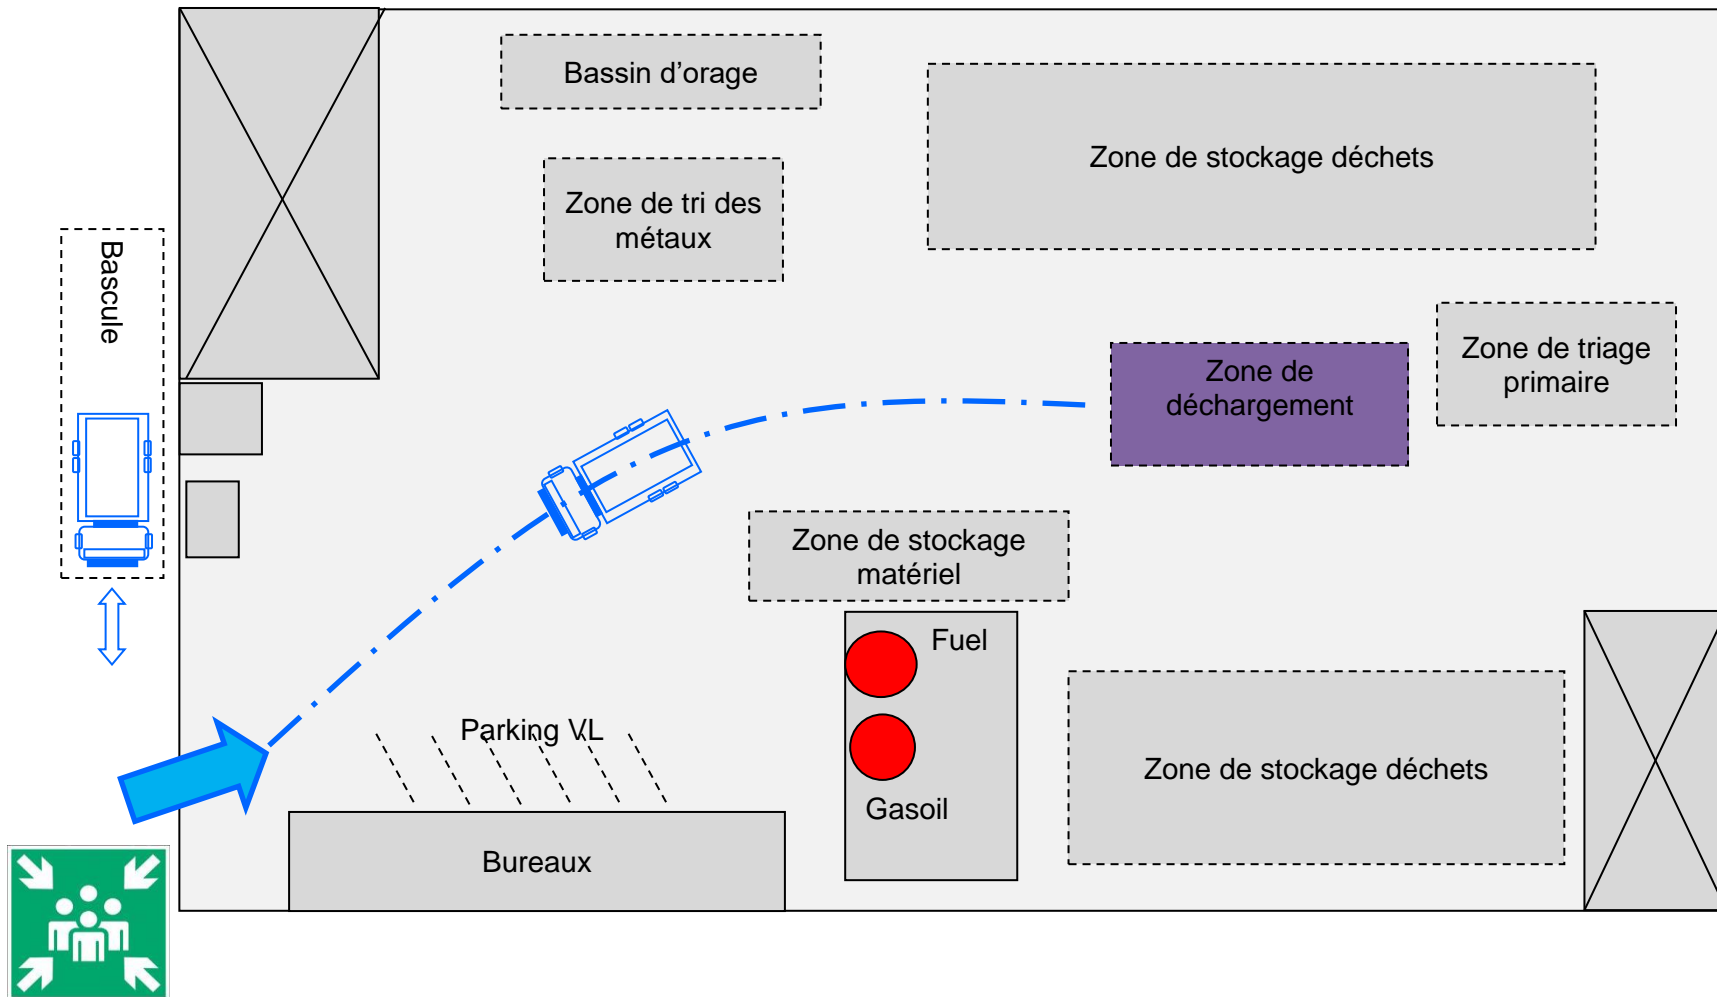 Bassin d’orage
Zone de stockage déchets
Zone de tri des
métaux
Bascule
Zone de triage
primaire
Zone de
déchargement
Zone de stockage
matériel
Fuel
Parking VL
Zone de stockage déchets
Gasoil
Bureaux